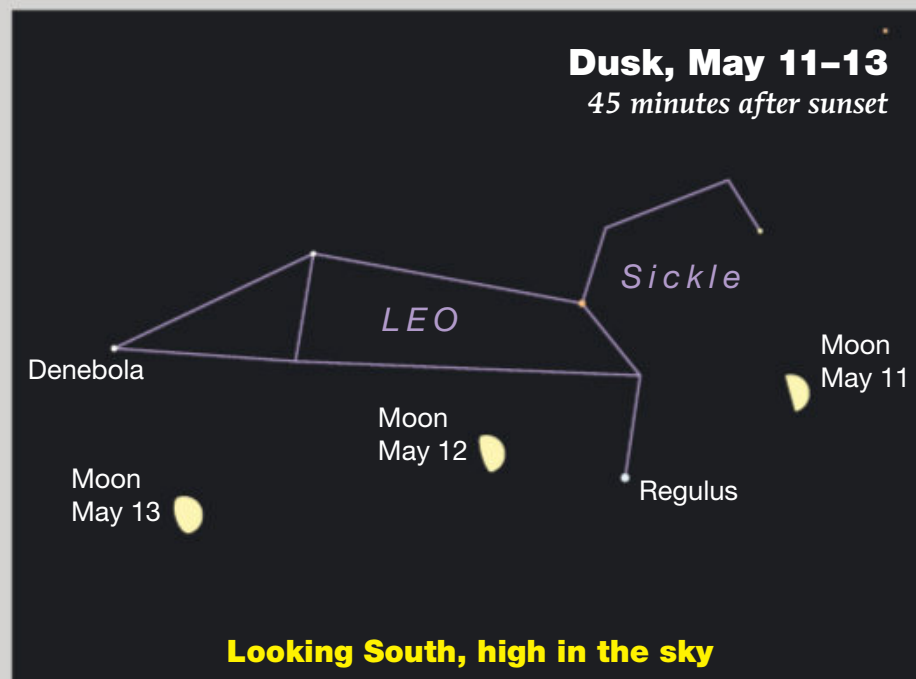 Dusk, May 11–13
45 minutes after sunset
Sickle
LEO
Denebola
Moon
May 11
Moon
May 12
Regulus
Moon
May 13
Looking South, high in the sky